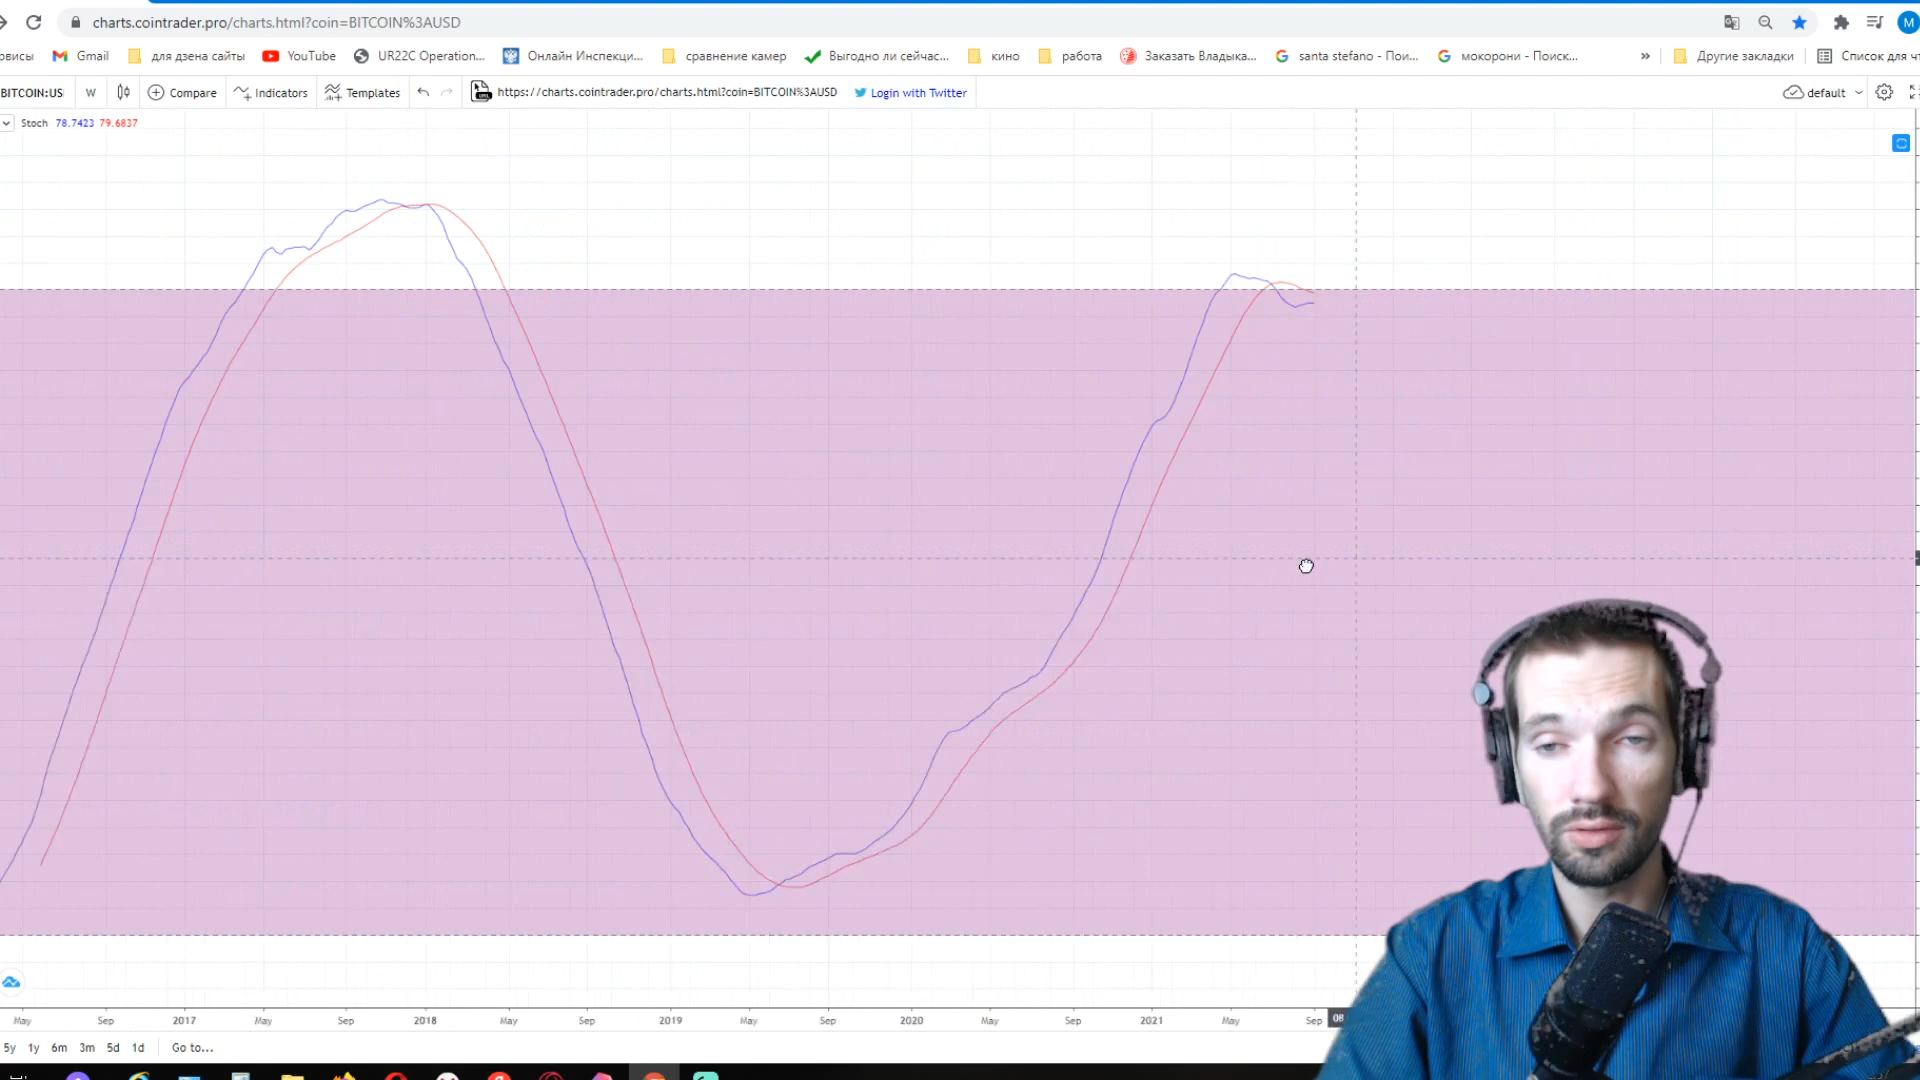 charts.cointrader.pro/charts.html?coin=BITCOIN%3AUSD
M
рвисы Gmail для дзена сайты YouTube UR22C Operation... Онлайн Инспекци... сравнение камер Выгодно ли сейчас... кино работа Заказать Владыка... santa stefano - Пои... мокорони - Поиск... » Другие закладки Список для чт
BITCOIN:US W Compare Indicators Templates https://charts.cointrader.pro/charts.html?coin=BITCOIN%3AUSD Login with Twitter default
Stoch 78.7423 79.6837
May Sep 2017 May Sep 2018 May Sep 2019 May Sep 2020 May Sep 2021 May Sep 08
5y 1y 6m 3m 5d 1d Go to...